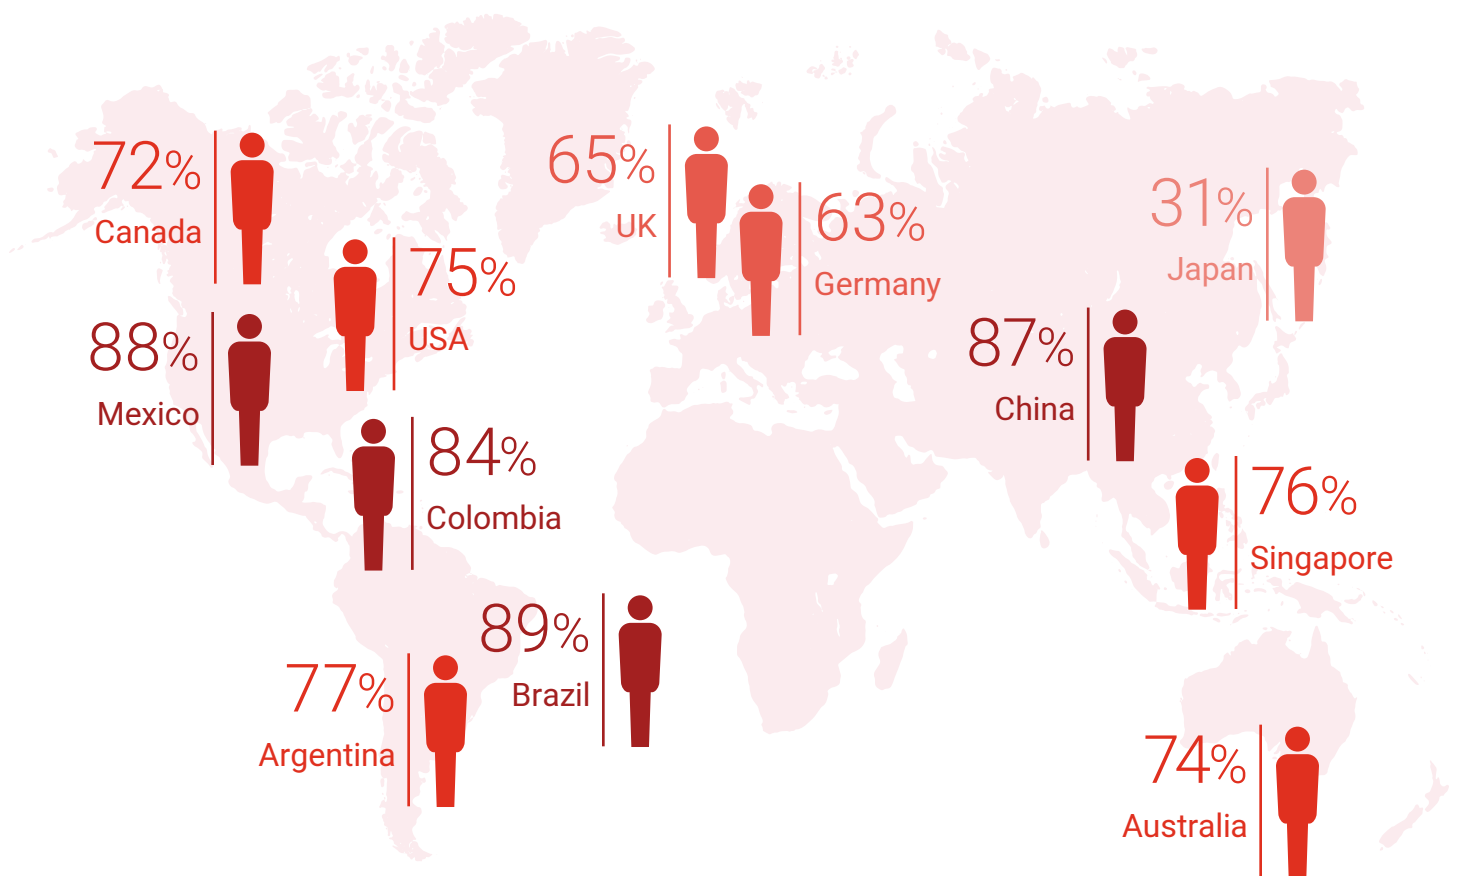 72%
Canada
75%
USA
88%
Mexico
84%
Colombia
89%
Brazil
77%
Argentina
65%
UK
63%
Germany
31%
Japan
87%
China
76%
Singapore
74%
Australia